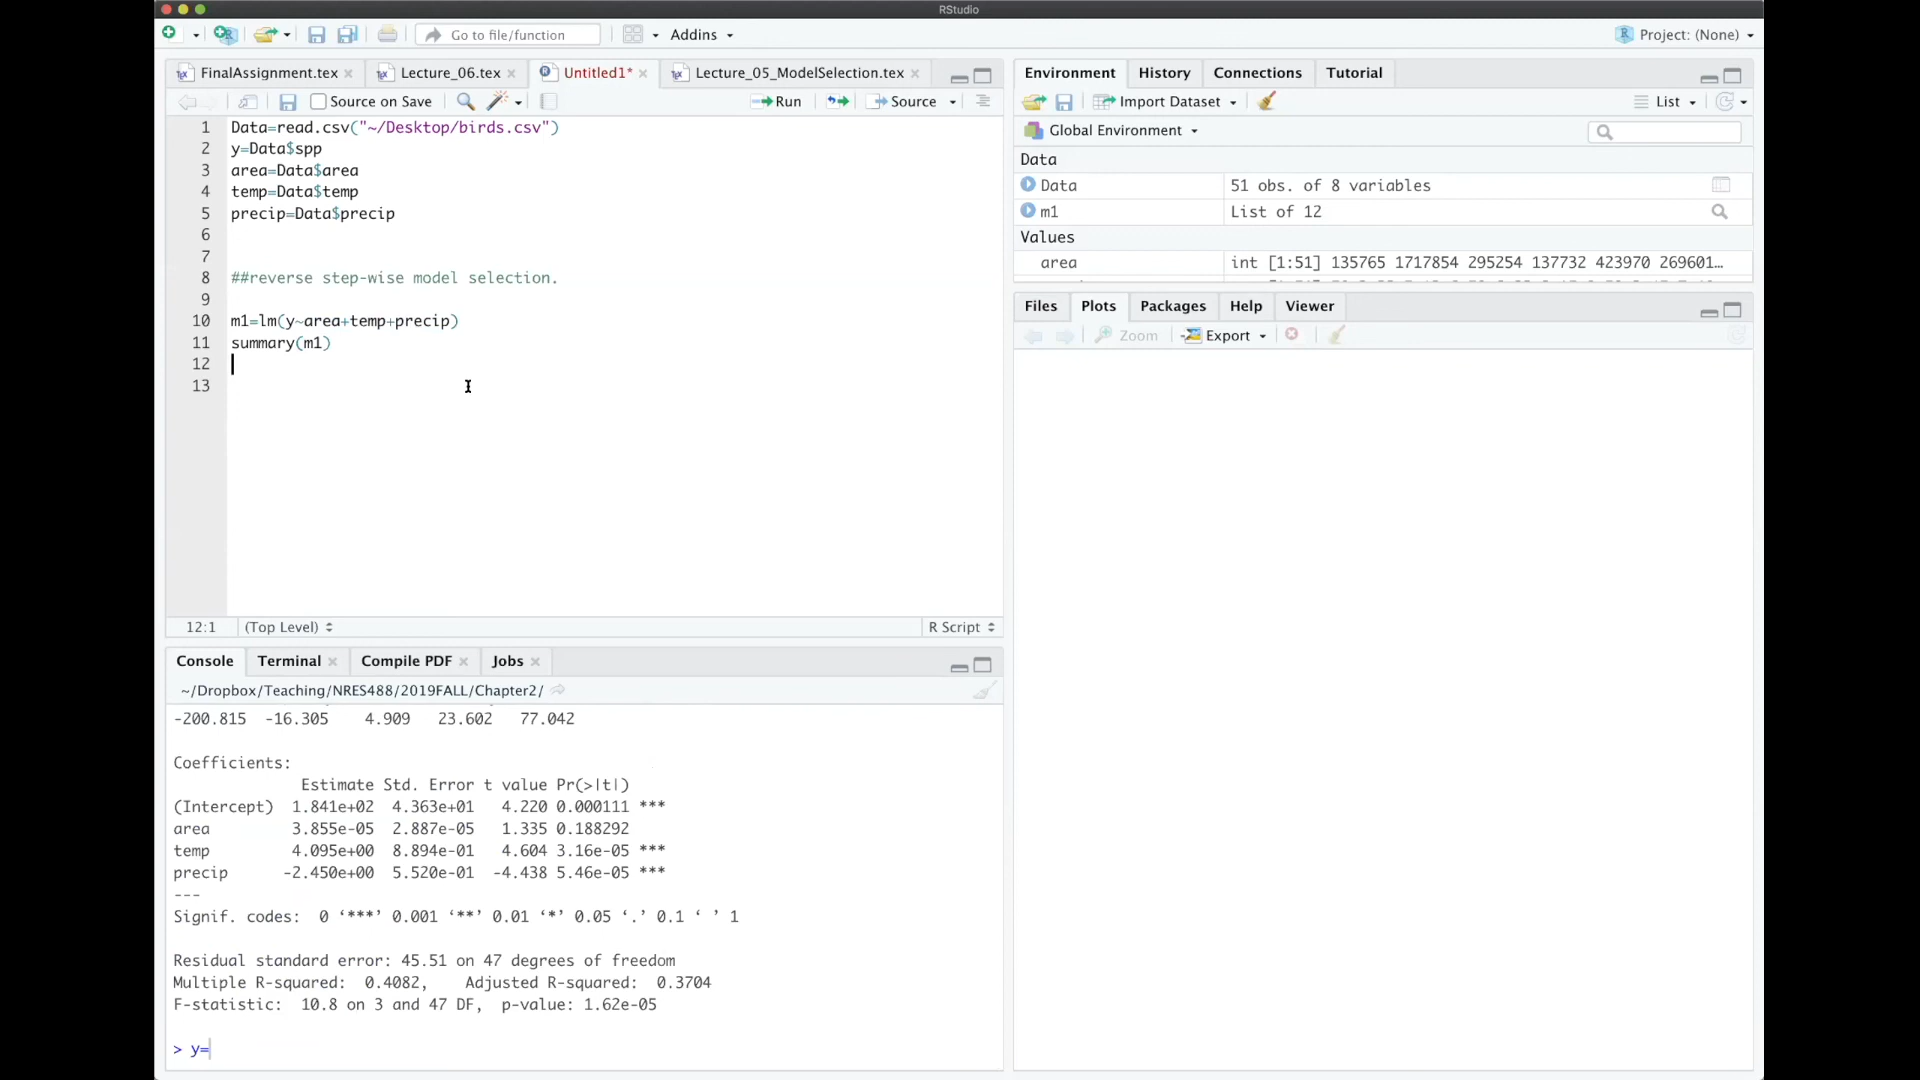 RStudio
Go to file/function
Addins
Project: (None)
FinalAssignment.tex
Lecture_06.tex
Untitled1*
Lecture_05_ModelSelection.tex
Source on Save
Run
Source
1 Data=read.csv("~/Desktop/birds.csv")
2 y=Data$spp
3 area=Data$area
4 temp=Data$temp
5 precip=Data$precip
6
7
8 ##reverse step-wise model selection.
9
10 m1=lm(y~area+temp+precip)
11 summary(m1)
12
13
12:1 (Top Level) R Script
Console Terminal Compile PDF Jobs
~/Dropbox/Teaching/NRES488/2019FALL/Chapter2/
-200.815 -16.305 4.909 23.602 77.042
Coefficients:
Estimate Std. Error t value Pr(>|t|)
(Intercept) 1.841e+02 4.363e+01 4.220 0.000111 ***
area 3.855e-05 2.887e-05 1.335 0.188292
temp 4.095e+00 8.894e-01 4.604 3.16e-05 ***
precip -2.450e+00 5.520e-01 -4.438 5.46e-05 ***
---
Signif. codes: 0 ‘***’ 0.001 ‘**’ 0.01 ‘*’ 0.05 ‘.’ 0.1 ‘ ’ 1
Residual standard error: 45.51 on 47 degrees of freedom
Multiple R-squared: 0.4082, Adjusted R-squared: 0.3704
F-statistic: 10.8 on 3 and 47 DF, p-value: 1.62e-05
> y=
Environment History Connections Tutorial
Import Dataset
List
Global Environment
Data
Data 51 obs. of 8 variables
m1 List of 12
Values
area int [1:51] 135765 1717854 295254 137732 423970 269601…
Files Plots Packages Help Viewer
Zoom Export